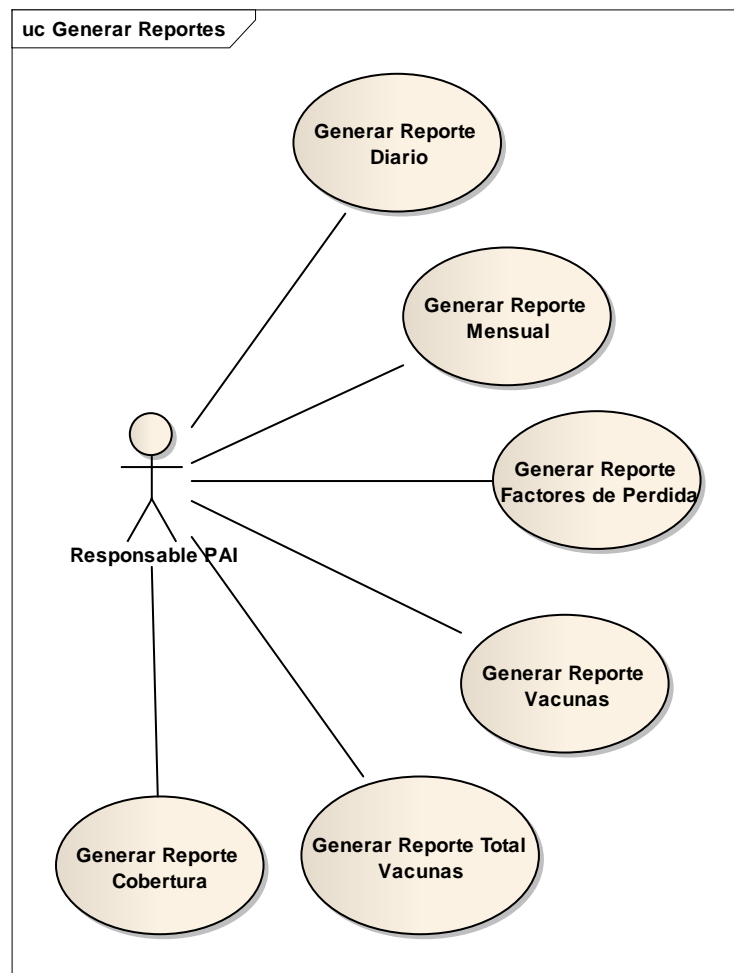 uc Generar Reportes
Generar Reporte
Diario
Generar Reporte
Mensual
Generar Reporte
Factores de Perdida
Responsable PAI
Generar Reporte
Vacunas
Generar Reporte Total
Vacunas
Generar Reporte
Cobertura